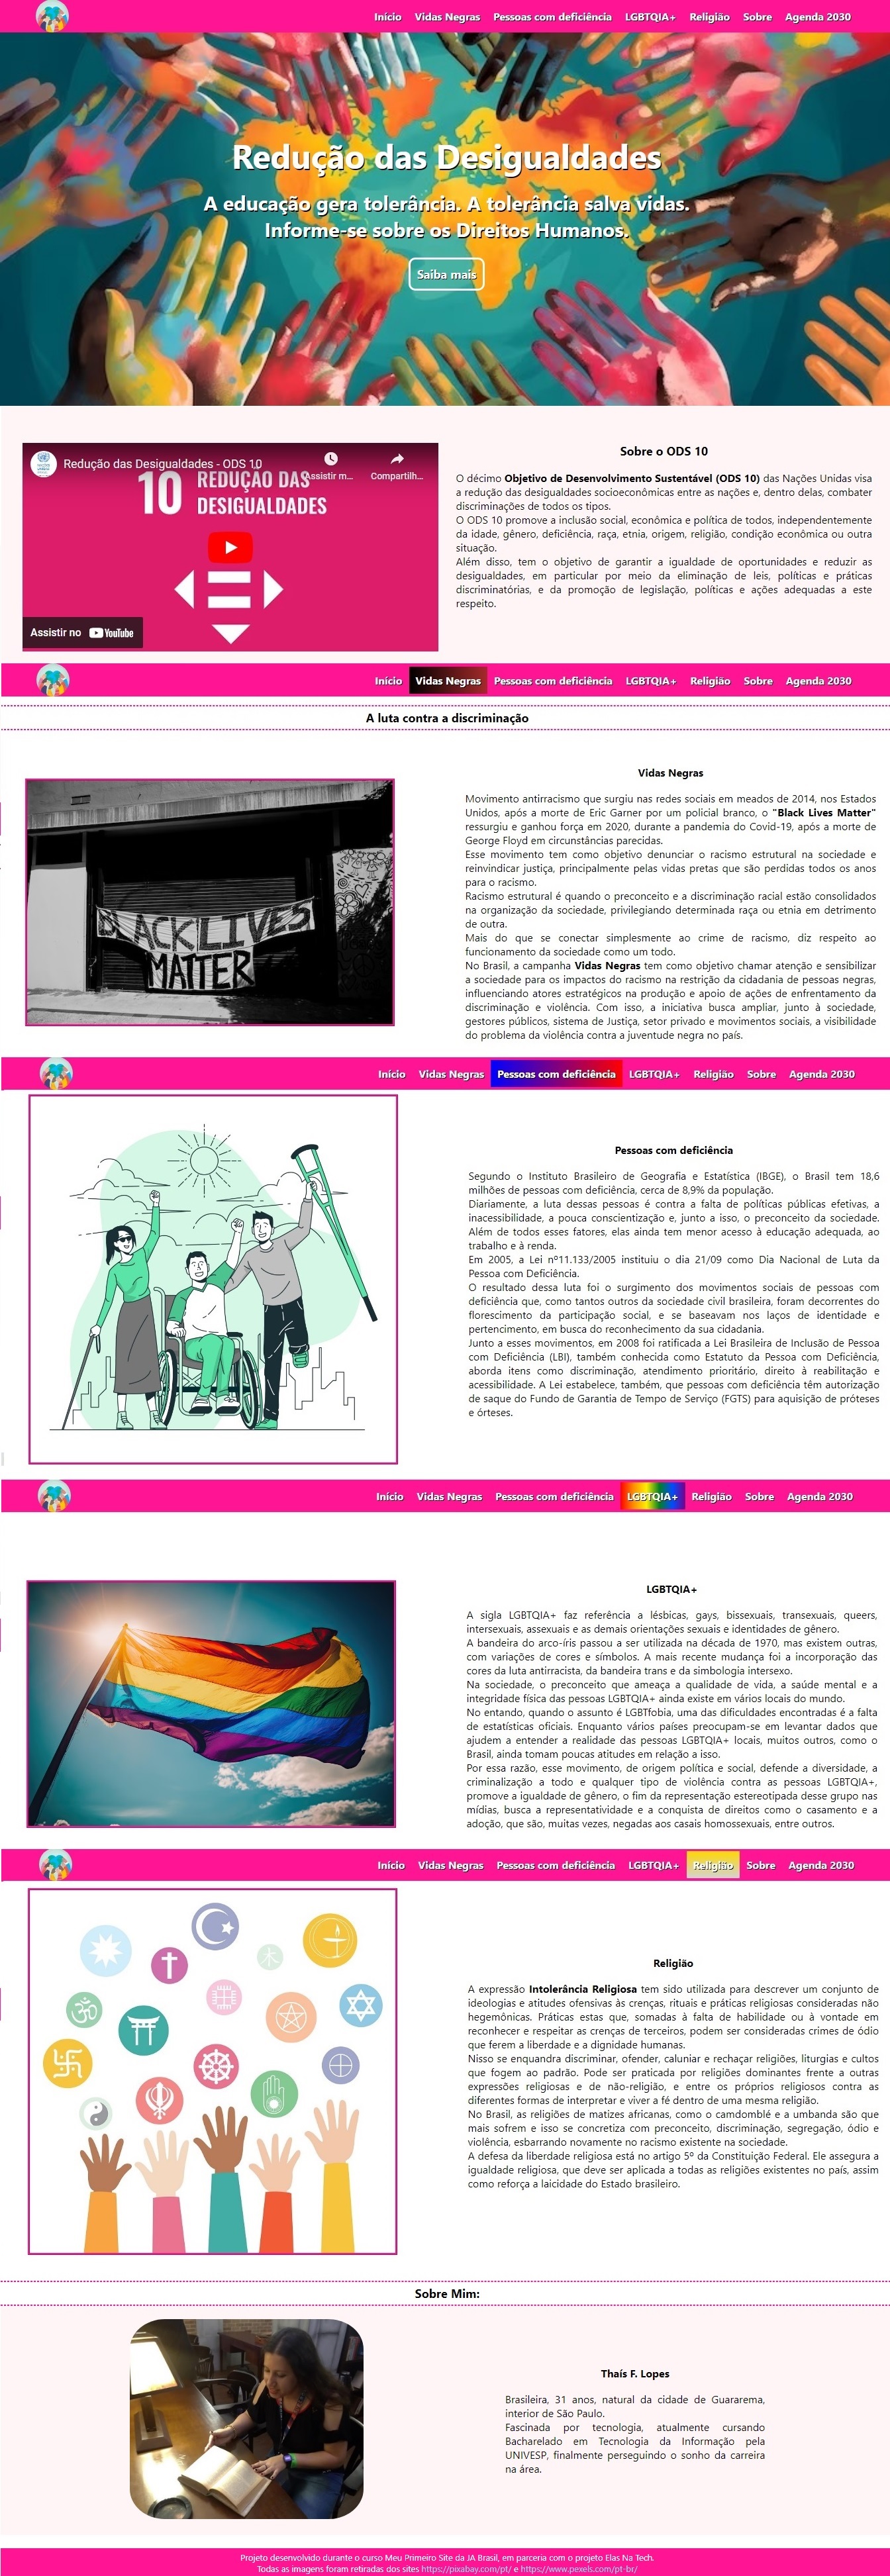 Início Vidas Negras Pessoas com deficiência LGBTQIA+ Religião Sobre Agenda 2030
Redução das Desigualdades
A educação gera tolerância. A tolerância salva vidas.
Informe-se sobre os Direitos Humanos.
Saiba mais
Redução das Desigualdades - ODS 10
Assistir m...
Compartilh...
10 REDUÇÃO DAS
DESIGUALDADES
Assistir no YouTube
Sobre o ODS 10
O décimo Objetivo de Desenvolvimento Sustentável (ODS 10) das Nações Unidas visa
a redução das desigualdades socioeconômicas entre as nações e, dentro delas, combater
discriminações de todos os tipos.
O ODS 10 promove a inclusão social, econômica e política de todos, independentemente
da idade, gênero, deficiência, raça, etnia, origem, religião, condição econômica ou outra
situação.
Além disso, tem o objetivo de garantir a igualdade de oportunidades e reduzir as
desigualdades, em particular por meio da eliminação de leis, políticas e práticas
discriminatórias, e da promoção de legislação, políticas e ações adequadas a este
respeito.
Início Vidas Negras Pessoas com deficiência LGBTQIA+ Religião Sobre Agenda 2030
A luta contra a discriminação
BLACK LIVES
MATTER
Vidas Negras
Movimento antirracismo que surgiu nas redes sociais em meados de 2014, nos Estados
Unidos, após a morte de Eric Garner por um policial branco, o "Black Lives Matter"
ressurgiu e ganhou força em 2020, durante a pandemia do Covid-19, após a morte de
George Floyd em circunstâncias parecidas.
Esse movimento tem como objetivo denunciar o racismo estrutural na sociedade e
reinvindicar justiça, principalmente pelas vidas pretas que são perdidas todos os anos
para o racismo.
Racismo estrutural é quando o preconceito e a discriminação racial estão consolidados
na organização da sociedade, privilegiando determinada raça ou etnia em detrimento
de outra.
Mais do que se conectar simplesmente ao crime de racismo, diz respeito ao
funcionamento da sociedade como um todo.
No Brasil, a campanha Vidas Negras tem como objetivo chamar atenção e sensibilizar
a sociedade para os impactos do racismo na restrição da cidadania de pessoas negras,
influenciando atores estratégicos na produção e apoio de ações de enfrentamento da
discriminação e violência. Com isso, a iniciativa busca ampliar, junto à sociedade,
gestores públicos, sistema de Justiça, setor privado e movimentos sociais, a visibilidade
do problema da violência contra a juventude negra no país.
Início Vidas Negras Pessoas com deficiência LGBTQIA+ Religião Sobre Agenda 2030
Pessoas com deficiência
Segundo o Instituto Brasileiro de Geografia e Estatística (IBGE), o Brasil tem 18,6
milhões de pessoas com deficiência, cerca de 8,9% da população.
Diariamente, a luta dessas pessoas é contra a falta de políticas públicas efetivas, a
inacessibilidade, a pouca conscientização e, junto a isso, o preconceito da sociedade.
Além de todos esses fatores, elas ainda tem menor acesso à educação adequada, ao
trabalho e à renda.
Em 2005, a Lei nº11.133/2005 instituiu o dia 21/09 como Dia Nacional de Luta da
Pessoa com Deficiência.
O resultado dessa luta foi o surgimento dos movimentos sociais de pessoas com
deficiência que, como tantos outros da sociedade civil brasileira, foram decorrentes do
florescimento da participação social, e se baseavam nos laços de identidade e
pertencimento, em busca do reconhecimento da sua cidadania.
Junto a esses movimentos, em 2008 foi ratificada a Lei Brasileira de Inclusão de Pessoa
com Deficiência (LBI), também conhecida como Estatuto da Pessoa com Deficiência,
aborda itens como discriminação, atendimento prioritário, direito à reabilitação e
acessibilidade. A Lei estabelece, também, que pessoas com deficiência têm autorização
de saque do Fundo de Garantia de Tempo de Serviço (FGTS) para aquisição de próteses
e órteses.
Início Vidas Negras Pessoas com deficiência LGBTQIA+ Religião Sobre Agenda 2030
LGBTQIA+
A sigla LGBTQIA+ faz referência a lésbicas, gays, bissexuais, transexuais, queers,
intersexuais, assexuais e as demais orientações sexuais e identidades de gênero.
A bandeira do arco-íris passou a ser utilizada na década de 1970, mas existem outras,
com variações de cores e símbolos. A mais recente mudança foi a incorporação das
cores da luta antirracista, da bandeira trans e da simbologia intersexo.
Na sociedade, o preconceito que ameaça a qualidade de vida, a saúde mental e a
integridade física das pessoas LGBTQIA+ ainda existe em vários locais do mundo.
No entanto, quando o assunto é LGBTfobia, uma das dificuldades encontradas é a falta
de estatísticas oficiais. Enquanto vários países preocupam-se em levantar dados que
ajudem a entender a realidade das pessoas LGBTQIA+ locais, muitos outros, como o
Brasil, ainda tomam poucas atitudes em relação a isso.
Por essa razão, esse movimento, de origem política e social, defende a diversidade, a
criminalização a todo e qualquer tipo de violência contra as pessoas LGBTQIA+,
promove a igualdade de gênero, o fim da representação estereotipada desse grupo nas
mídias, busca a representatividade e a conquista de direitos como o casamento e a
adoção, que são, muitas vezes, negadas aos casais homossexuais, entre outros.
Início Vidas Negras Pessoas com deficiência LGBTQIA+ Religião Sobre Agenda 2030
Religião
A expressão Intolerância Religiosa tem sido utilizada para descrever um conjunto de
ideologias e atitudes ofensivas às crenças, rituais e práticas religiosas consideradas não
hegemônicas. Práticas estas que, somadas à falta de habilidade ou à vontade em
reconhecer e respeitar as crenças de terceiros, podem ser consideradas crimes de ódio
que ferem a liberdade e a dignidade humanas.
Nisso se enquandra discriminar, ofender, caluniar e rechaçar religiões, liturgias e cultos
que fogem ao padrão. Pode ser praticada por religiões dominantes frente a outras
expressões religiosas e de não-religião, e entre os próprios religiosos contra as
diferentes formas de interpretar e viver a fé dentro de uma mesma religião.
No Brasil, as religiões de matizes africanas, como o camdomblé e a umbanda são que
mais sofrem e isso se concretiza com preconceito, discriminação, segregação, ódio e
violência, esbarrando novamente no racismo existente na sociedade.
A defesa da liberdade religiosa está no artigo 5º da Constituição Federal. Ele assegura a
igualdade religiosa, que deve ser aplicada a todas as religiões existentes no país, assim
como reforça a laicidade do Estado brasileiro.
Sobre Mim:
Thaís F. Lopes
Brasileira, 31 anos, natural da cidade de Guararema,
interior de São Paulo.
Fascinada por tecnologia, atualmente cursando
Bacharelado em Tecnologia da Informação pela
UNIVESP, finalmente perseguindo o sonho da carreira
na área.
Projeto desenvolvido durante o curso Meu Primeiro Site da JA Brasil, em parceria com o projeto Elas Na Tech.
Todas as imagens foram retiradas dos sites https://pixabay.com/pt/ e https://www.pexels.com/pt-br/